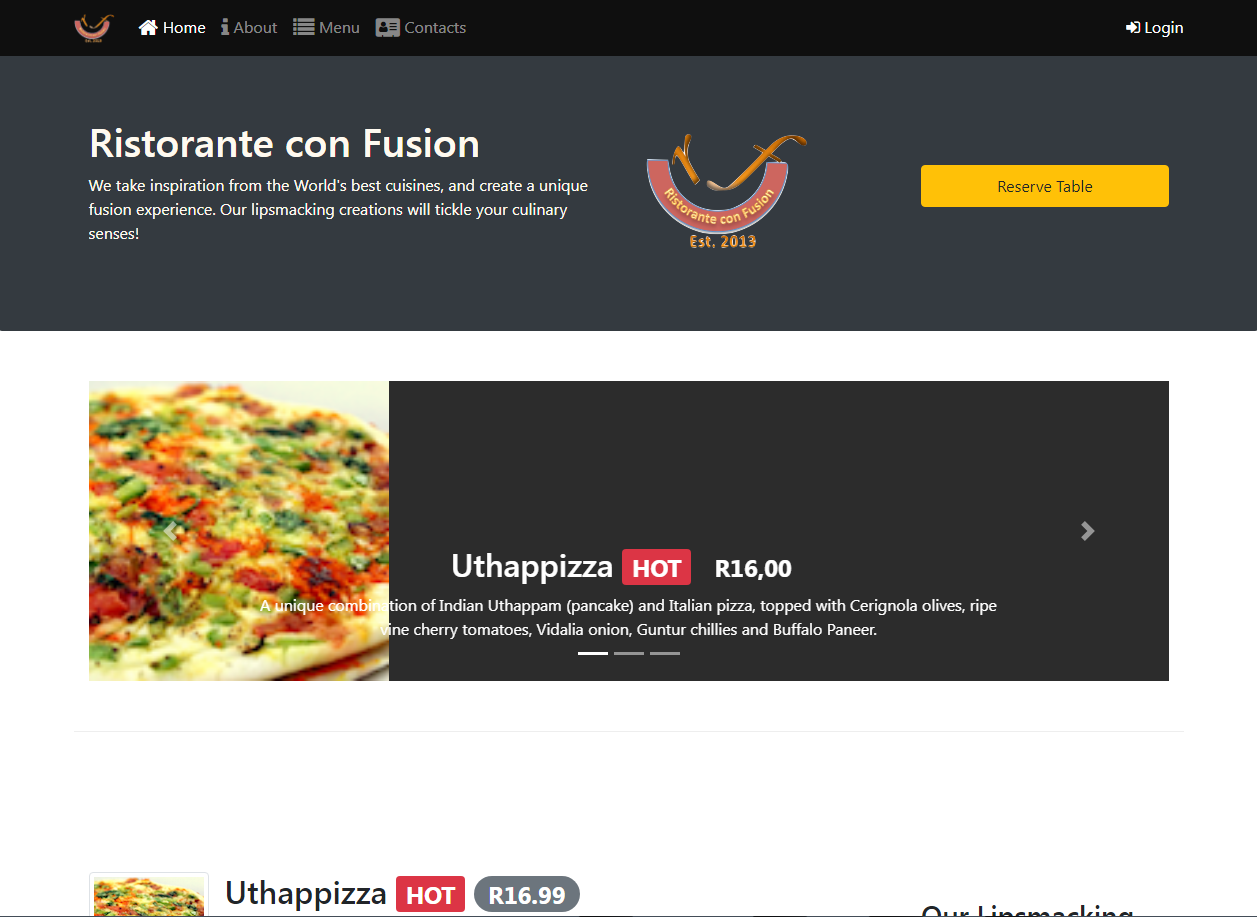 Home About Menu Contacts Login
Ristorante con Fusion
We take inspiration from the World's best cuisines, and create a unique
fusion experience. Our lipsmacking creations will tickle your culinary
senses!
Ristorante con Fusion
Est. 2013
Reserve Table
Uthappizza HOT R16,00
A unique combination of Indian Uthappam (pancake) and Italian pizza, topped with Cerignola olives, ripe
vine cherry tomatoes, Vidalia onion, Guntur chillies and Buffalo Paneer.
Uthappizza HOT R16.99
Our Lipsmacking